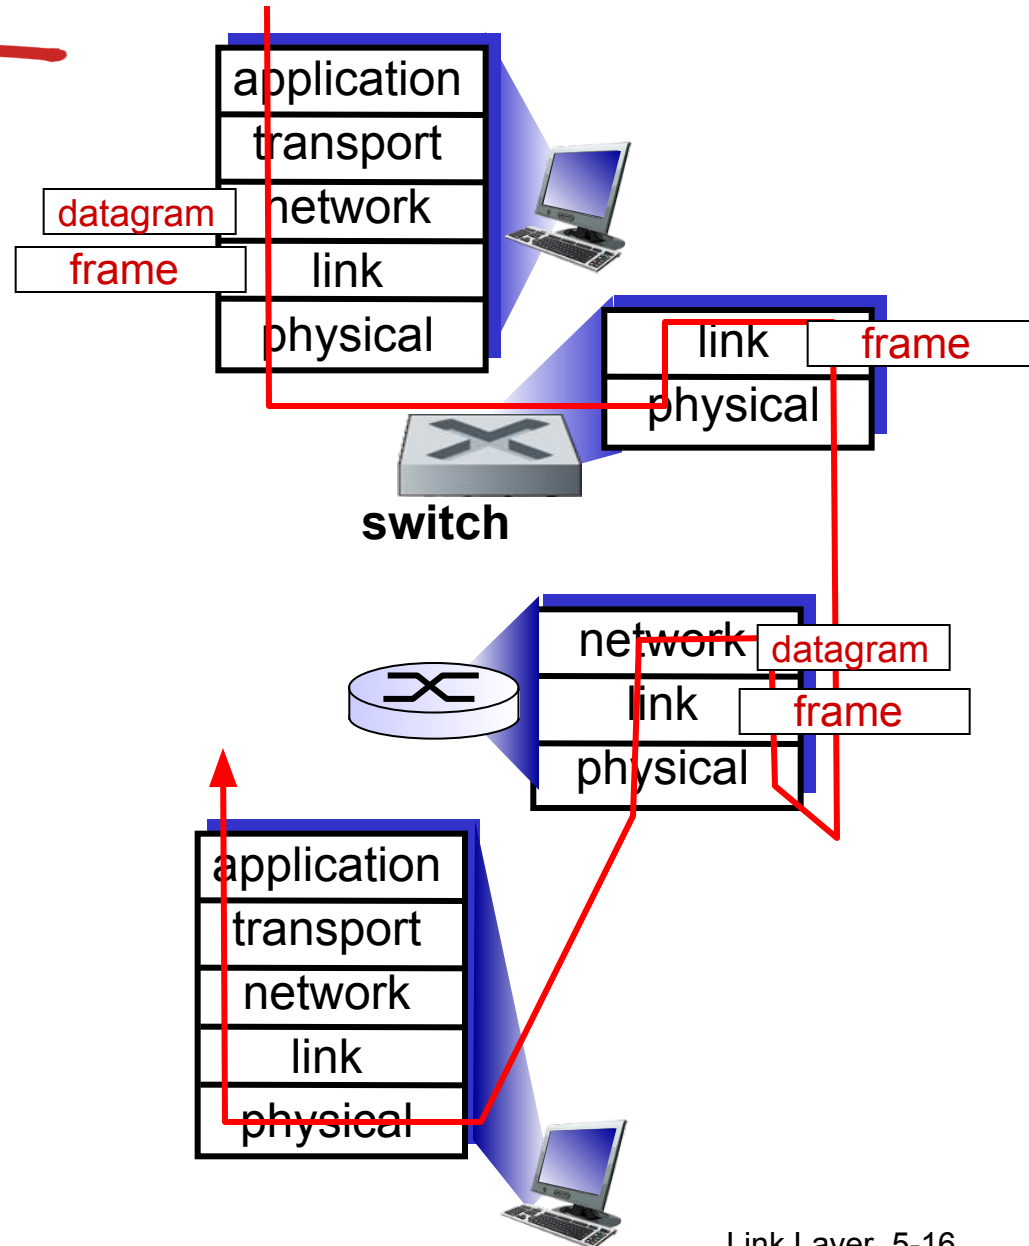 application
transport
datagram
network
frame
link
physical
link
frame
physical
switch
network
datagram
link
frame
physical
application
transport
network
link
physical
Link Layer 5-16